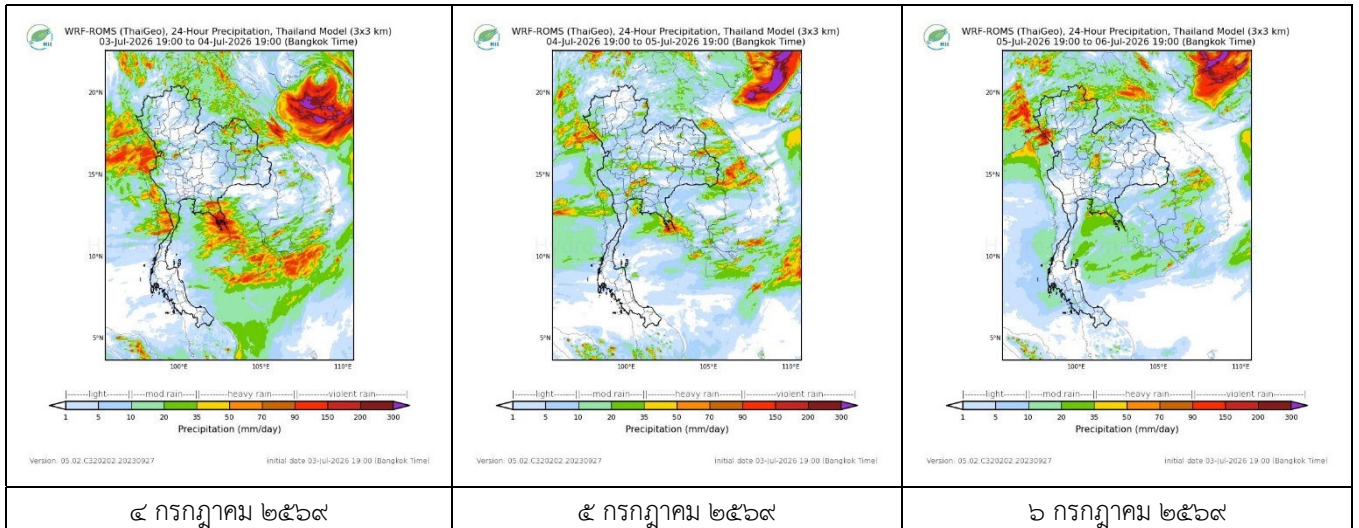 WRF-ROMS (ThaiGeo), 24-Hour Precipitation, Thailand Model (3x3 km)
03-Jul-2026 19:00 to 04-Jul-2026 19:00 (Bangkok Time)
HII
20°N
15°N
10°N
5°N
100°E 105°E 110°E
light mod.rain heavy rain violent rain
1 5 10 20 35 50 70 90 150 200 300
Precipitation (mm/day)
Version: 05.02.C320202.20230927 initial date 03-Jul-2026 19:00 (Bangkok Time)
๔ กรกฎาคม ๒๕๖๙
WRF-ROMS (ThaiGeo), 24-Hour Precipitation, Thailand Model (3x3 km)
04-Jul-2026 19:00 to 05-Jul-2026 19:00 (Bangkok Time)
HII
20°N
15°N
10°N
5°N
100°E 105°E 110°E
light mod.rain heavy rain violent rain
1 5 10 20 35 50 70 90 150 200 300
Precipitation (mm/day)
Version: 05.02.C320202.20230927 initial date 03-Jul-2026 19:00 (Bangkok Time)
๕ กรกฎาคม ๒๕๖๙
WRF-ROMS (ThaiGeo), 24-Hour Precipitation, Thailand Model (3x3 km)
05-Jul-2026 19:00 to 06-Jul-2026 19:00 (Bangkok Time)
HII
20°N
15°N
10°N
5°N
100°E 105°E 110°E
light mod.rain heavy rain violent rain
1 5 10 20 35 50 70 90 150 200 300
Precipitation (mm/day)
Version: 05.02.C320202.20230927 initial date 03-Jul-2026 19:00 (Bangkok Time)
๖ กรกฎาคม ๒๕๖๙